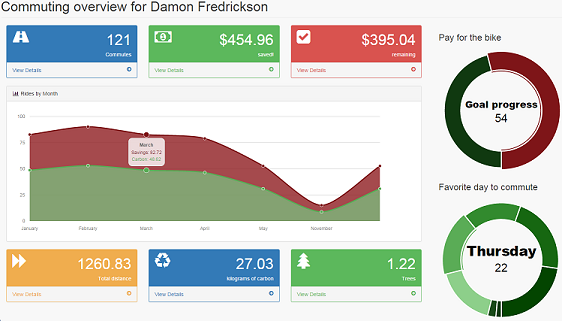 Commuting overview for Damon Fredrickson
121
Commutes
View Details
$454.96
saved!
View Details
$395.04
remaining
View Details
Pay for the bike
Goal progress
54
Rides by Month
100
75
50
25
0
March
Savings: 82.72
January
February
March
April
May
November
Favorite day to commute
Thursday
22
1260.83
Total distance
View Details
27.03
kilograms of carbon
View Details
1.22
Trees
View Details